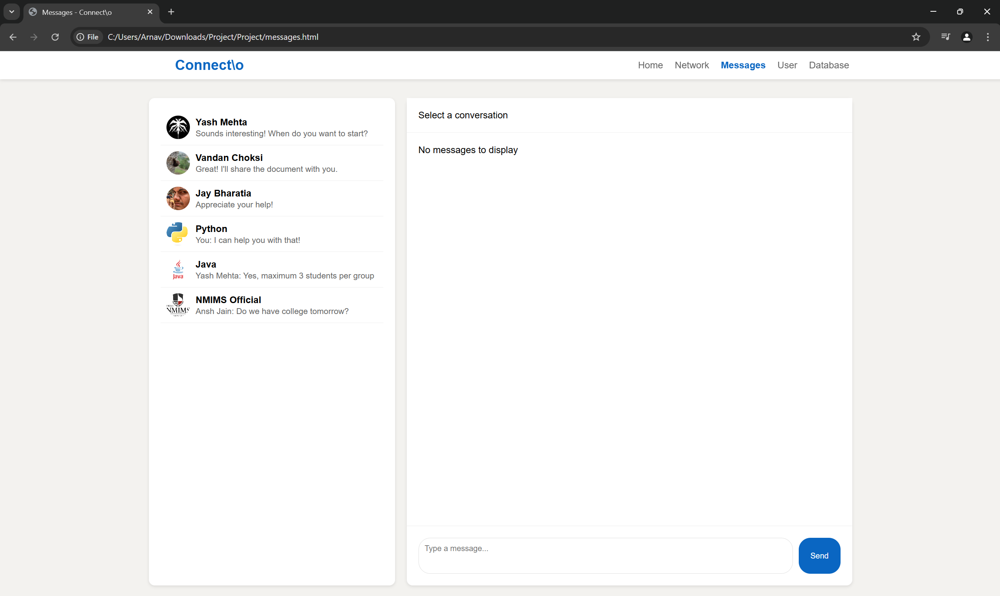 Messages - Connect\o
File
C:/Users/Arnav/Downloads/Project/Project/messages.html
Connect\o
Home Network Messages User Database
Yash Mehta
Sounds interesting! When do you want to start?
Vandan Choksi
Great! I'll share the document with you.
Jay Bharatia
Appreciate your help!
Python
You: I can help you with that!
Java
Java
Yash Mehta: Yes, maximum 3 students per group
NMIMS
NMIMS Official
Ansh Jain: Do we have college tomorrow?
Select a conversation
No messages to display
Type a message...
Send